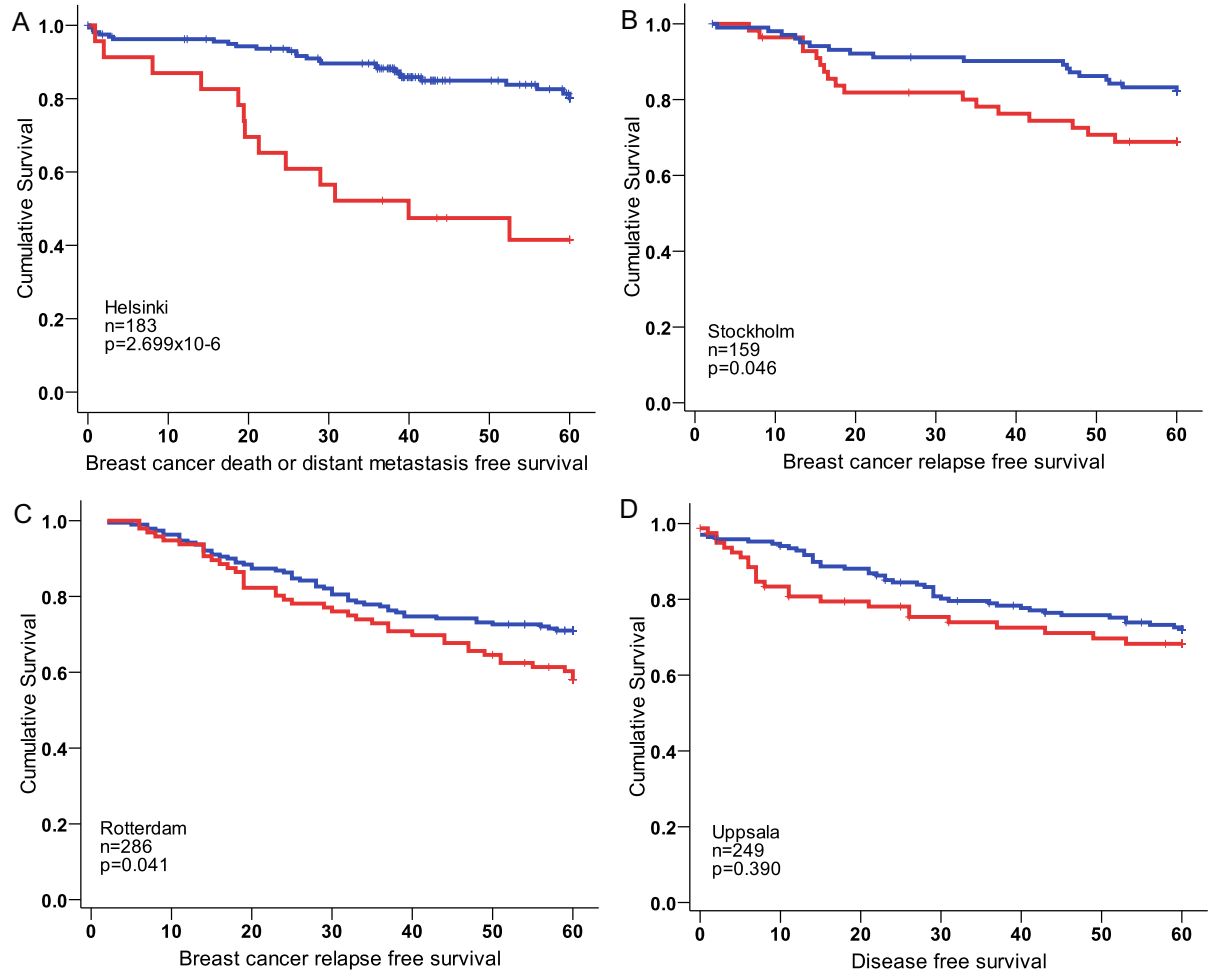 A
1.0
0.8
0.6
0.4
0.2
0.0
Cumulative Survival
Helsinki
n=183
p=2.699x10-6
0 10 20 30 40 50 60
Breast cancer death or distant metastasis free survival
B
1.0
0.8
0.6
0.4
0.2
0.0
Cumulative Survival
Stockholm
n=159
p=0.046
0 10 20 30 40 50 60
Breast cancer relapse free survival
C
1.0
0.8
0.6
0.4
0.2
0.0
Cumulative Survival
Rotterdam
n=286
p=0.041
0 10 20 30 40 50 60
Breast cancer relapse free survival
D
1.0
0.8
0.6
0.4
0.2
0.0
Cumulative Survival
Uppsala
n=249
p=0.390
0 10 20 30 40 50 60
Disease free survival